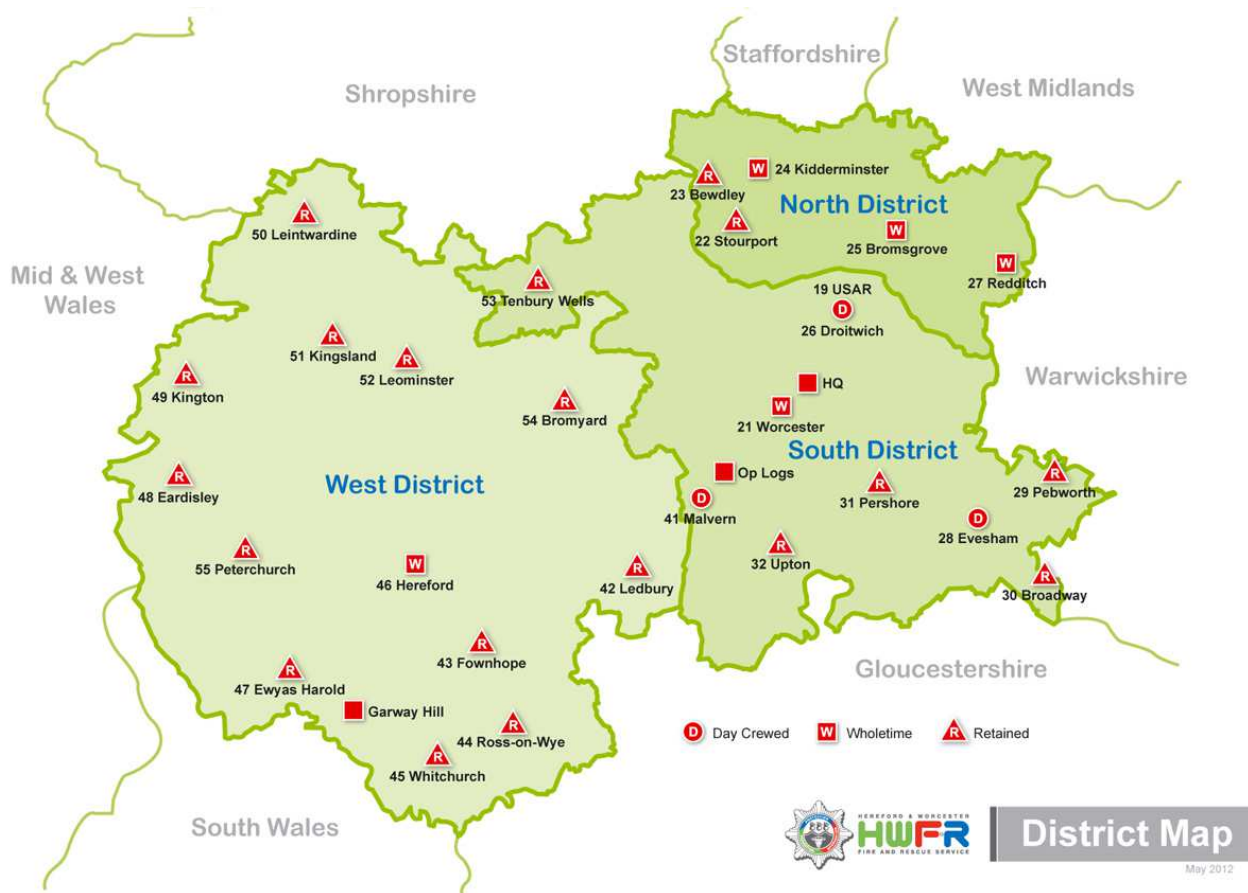 Staffordshire
West Midlands
Shropshire
W 24 Kidderminster
R
23 Bewdley
North District
R
50 Leintwardine
R
22 Stourport
W
25 Bromsgrove
Mid & West
Wales
W
27 Redditch
R
53 Tenbury Wells
19 USAR
D
26 Droitwich
R
51 Kingsland
R
52 Leominster
R
49 Kington
Warwickshire
HQ
R
54 Bromyard
W
21 Worcester
South District
R
48 Eardisley
West District
Op Logs
D
41 Malvern
R
31 Pershore
R
29 Pebworth
D
28 Evesham
R
55 Peterchurch
W
46 Hereford
R
42 Ledbury
R
32 Upton
R
30 Broadway
R
43 Fownhope
Gloucestershire
R
47 Ewyas Harold
Garway Hill
R
44 Ross-on-Wye
R
45 Whitchurch
D Day Crewed W Wholetime R Retained
South Wales
HEREFORD & WORCESTER
HWFR
FIRE AND RESCUE SERVICE
District Map
May 2012